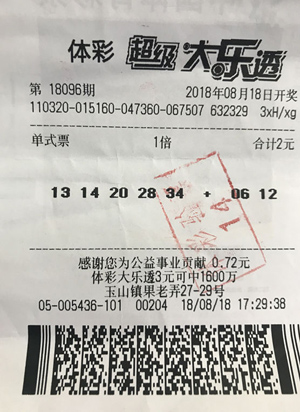 体彩 超级大乐透
第 18096期 2018年08月18日开奖
110320-015160-047360-067507 632329 3xH/xg
单式票 1倍 合计2元
13 14 20 28 34 + 06 12
14
感谢您为公益事业贡献 0.72元
体彩大乐透3元可中1600万
玉山镇果老弄27-29号
05-005436-101 00204 18/08/18 17:29:38